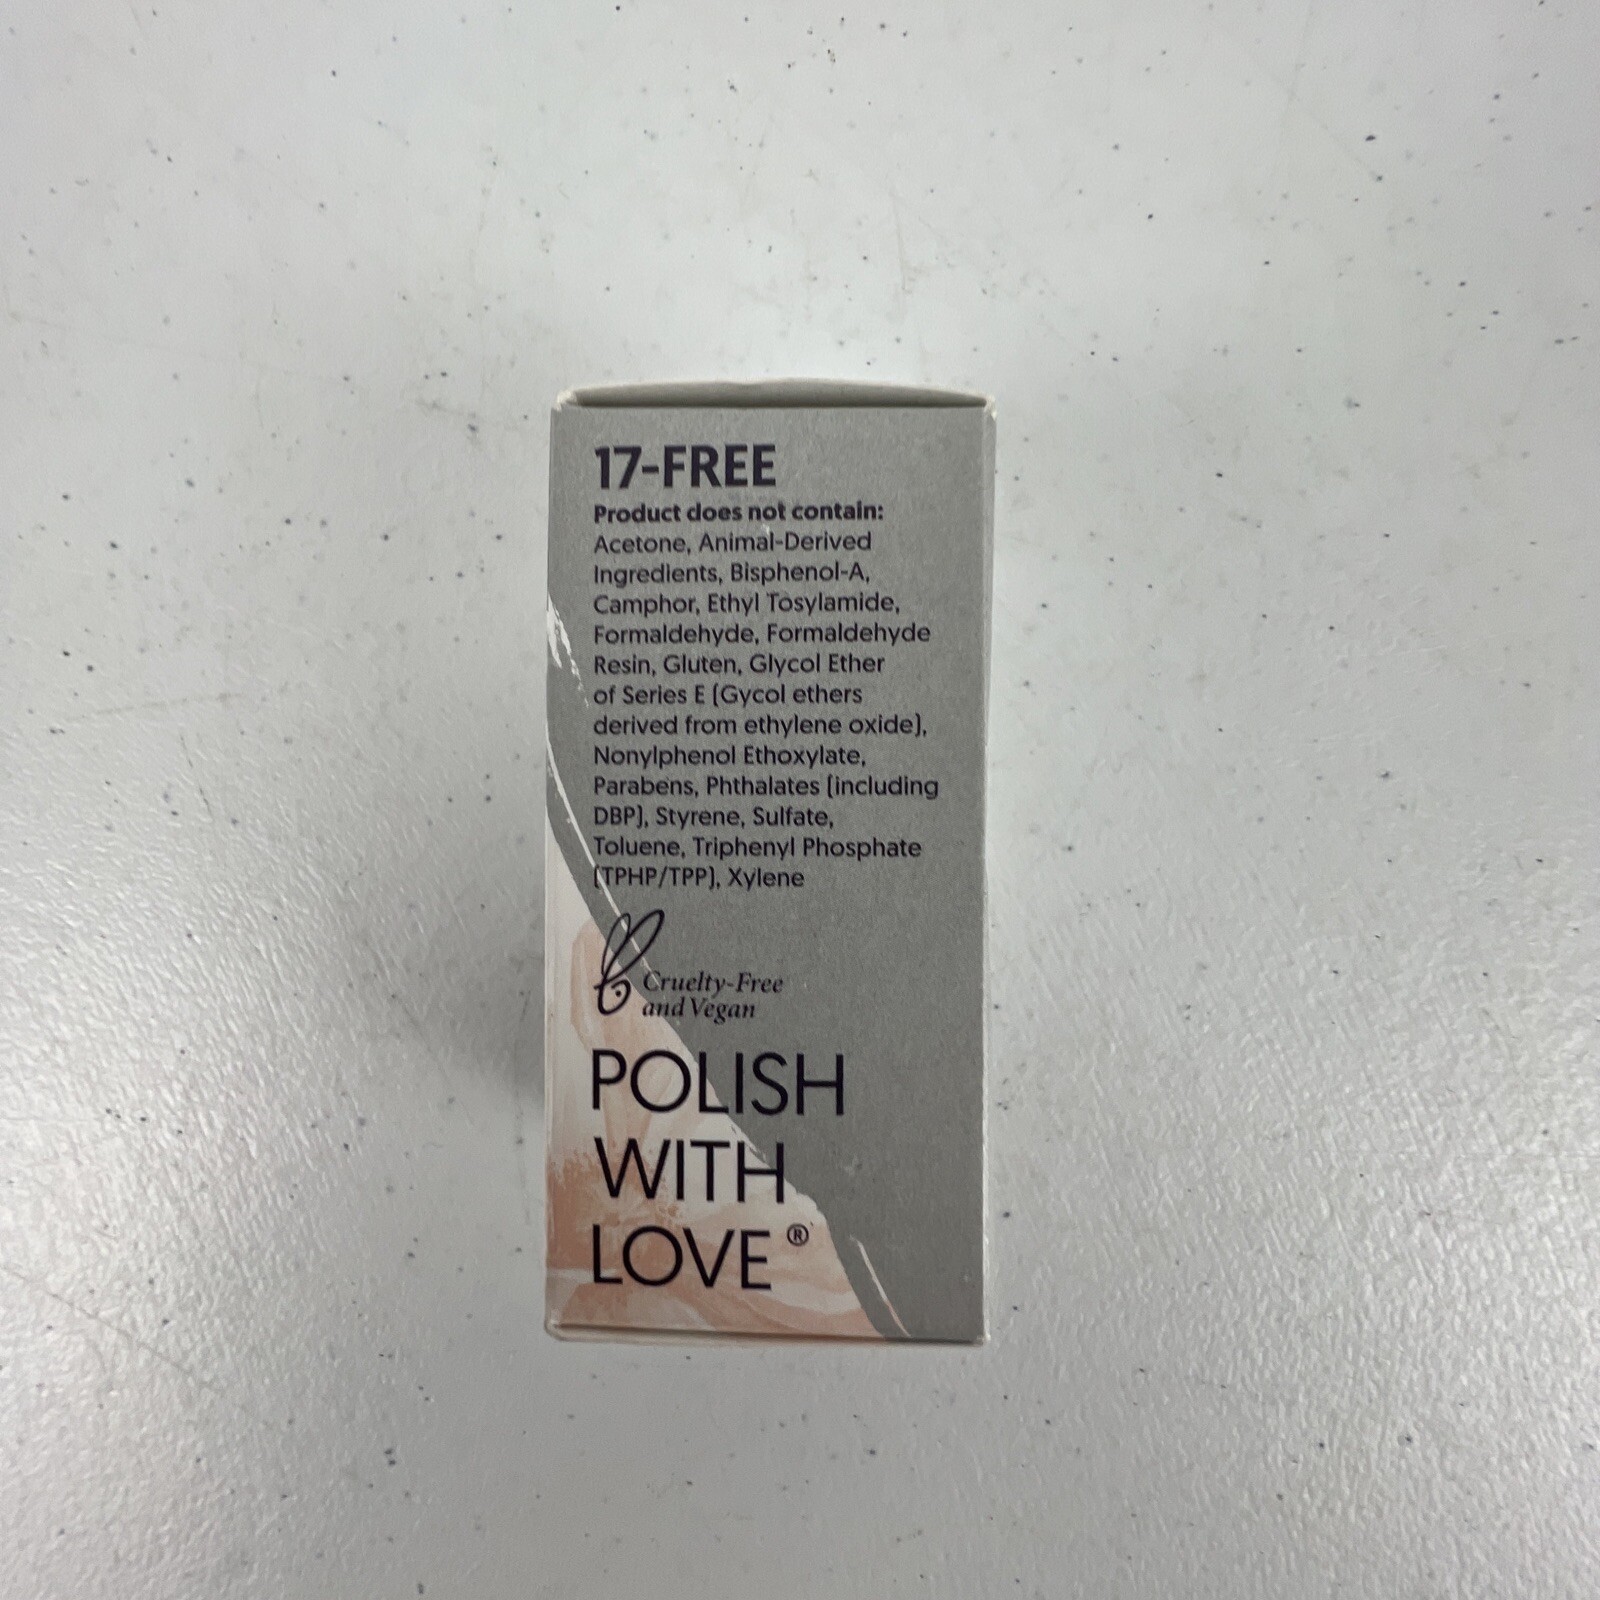 17-FREE
Product does not contain:
Acetone, Animal-Derived
Ingredients, Bisphenol-A,
Camphor, Ethyl Tosylamide,
Formaldehyde, Formaldehyde
Resin, Gluten, Glycol Ether
of Series E (Gycol ethers
derived from ethylene oxide),
Nonylphenol Ethoxylate,
Parabens, Phthalates (including
DBP), Styrene, Sulfate,
Toluene, Triphenyl Phosphate
(TPHP/TPP), Xylene
Cruelty-Free
and Vegan
POLISH
WITH
LOVE®